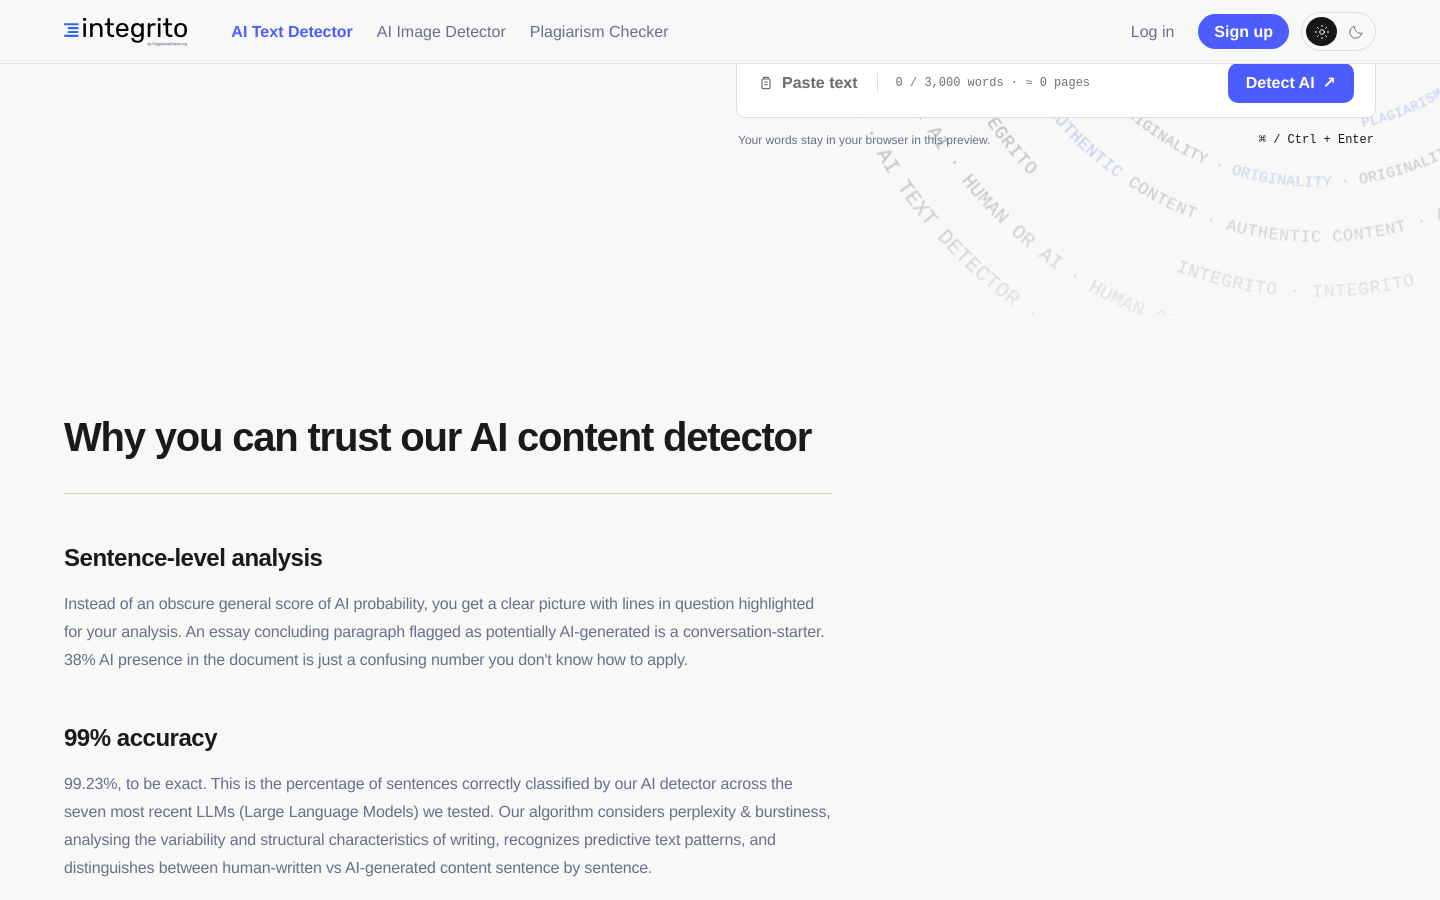 integrito
by PlagiarismCheck.org
AI Text Detector
AI Image Detector
Plagiarism Checker
Log in
Sign up
Paste text
0 / 3,000 words · ≈ 0 pages
Detect AI ↗
Your words stay in your browser in this preview.
⌘ / Ctrl + Enter
PLAGIARISM
ORIGINALITY · ORIGINALITY ·
AUTHENTIC CONTENT · AUTHENTIC CONTENT ·
INTEGRITO · INTEGRITO
AI · HUMAN OR AI · HUMAN
· AI TEXT DETECTOR ·
Why you can trust our AI content detector
Sentence-level analysis
Instead of an obscure general score of AI probability, you get a clear picture with lines in question highlighted
for your analysis. An essay concluding paragraph flagged as potentially AI-generated is a conversation-starter.
38% AI presence in the document is just a confusing number you don't know how to apply.
99% accuracy
99.23%, to be exact. This is the percentage of sentences correctly classified by our AI detector across the
seven most recent LLMs (Large Language Models) we tested. Our algorithm considers perplexity & burstiness,
analysing the variability and structural characteristics of writing, recognizes predictive text patterns, and
distinguishes between human-written vs AI-generated content sentence by sentence.